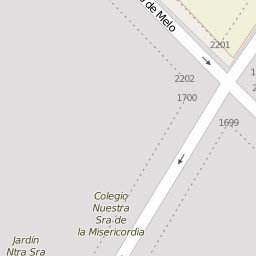 de Melo
2201
2202
1700
1699
Colegio
Nuestra
Sra de
la Misericordia
Jardín
Ntra Sra